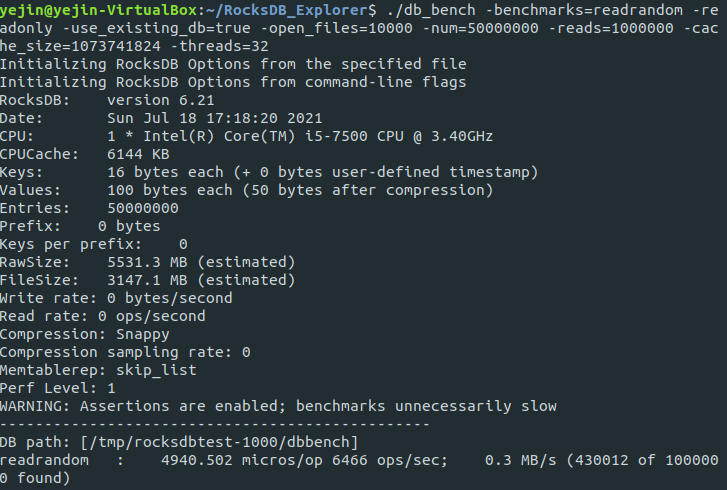 yejin@yejin-VirtualBox:~/RocksDB_Explorer$ ./db_bench -benchmarks=readrandom -re
adonly -use_existing_db=true -open_files=10000 -num=50000000 -reads=1000000 -cac
he_size=1073741824 -threads=32
Initializing RocksDB Options from the specified file
Initializing RocksDB Options from command-line flags
RocksDB:    version 6.21
Date:       Sun Jul 18 17:18:20 2021
CPU:        1 * Intel(R) Core(TM) i5-7500 CPU @ 3.40GHz
CPUCache:   6144 KB
Keys:       16 bytes each (+ 0 bytes user-defined timestamp)
Values:     100 bytes each (50 bytes after compression)
Entries:    50000000
Prefix:    0 bytes
Keys per prefix:    0
RawSize:    5531.3 MB (estimated)
FileSize:   3147.1 MB (estimated)
Write rate: 0 bytes/second
Read rate: 0 ops/second
Compression: Snappy
Compression sampling rate: 0
Memtablerep: skip_list
Perf Level: 1
WARNING: Assertions are enabled; benchmarks unnecessarily slow
------------------------------------------------
DB path: [/tmp/rocksdbtest-1000/dbbench]
readrandom   :    4940.502 micros/op 6466 ops/sec;    0.3 MB/s (430012 of 100000
0 found)